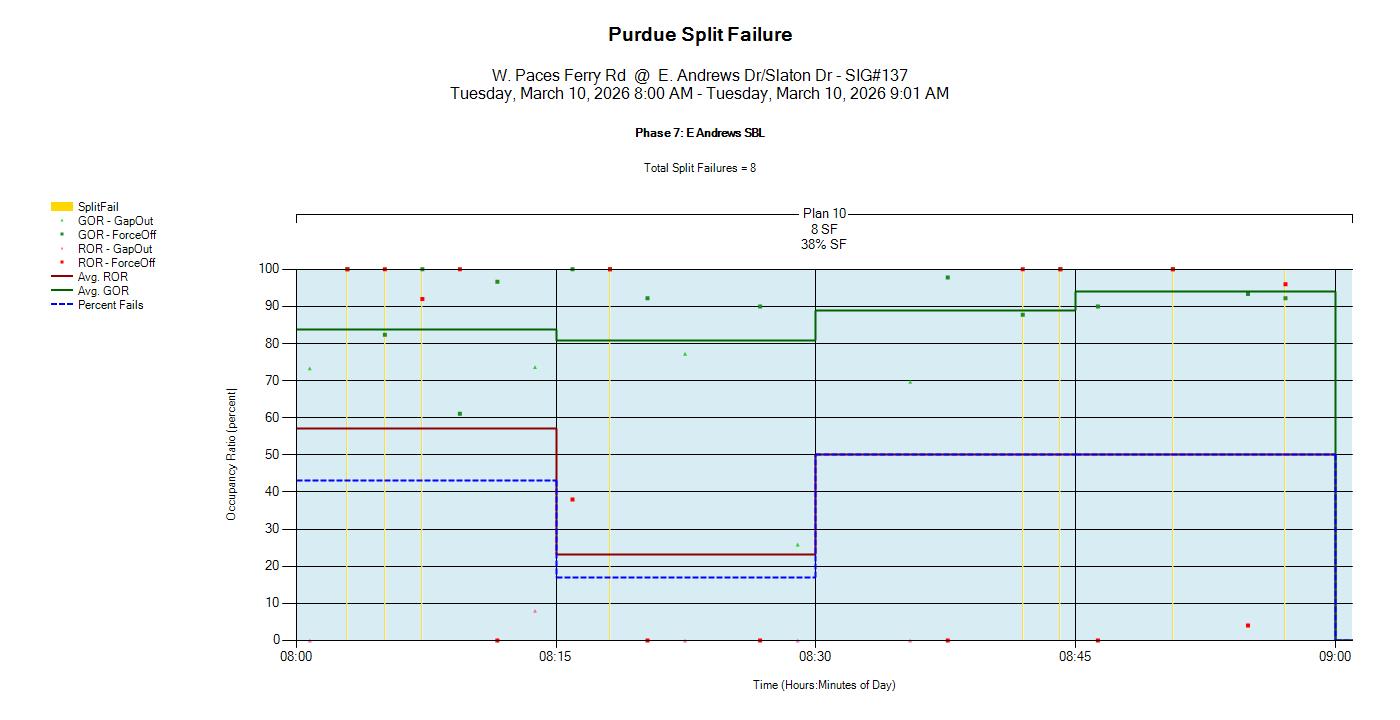 Purdue Split Failure
W. Paces Ferry Rd @ E. Andrews Dr/Slaton Dr - SIG#137
Tuesday, March 10, 2026 8:00 AM - Tuesday, March 10, 2026 9:01 AM
Phase 7: E Andrews SBL
Total Split Failures = 8
SplitFail
GOR - GapOut
GOR - ForceOff
ROR - GapOut
ROR - ForceOff
Avg. ROR
Avg. GOR
Percent Fails
Plan 10
8 SF
38% SF
Occupancy Ratio (percent)
100
90
80
70
60
50
40
30
20
10
0
08:00
08:15
08:30
08:45
09:00
Time (Hours:Minutes of Day)